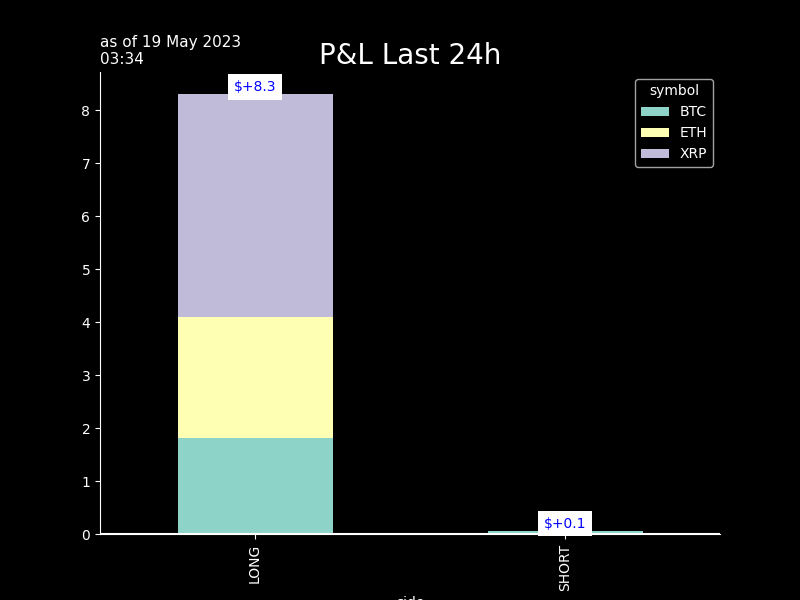 as of 19 May 2023
03:34
P&L Last 24h
$+8.3
symbol
BTC
ETH
XRP
8
7
6
5
4
3
2
1
0
$+0.1
LONG
SHORT
side